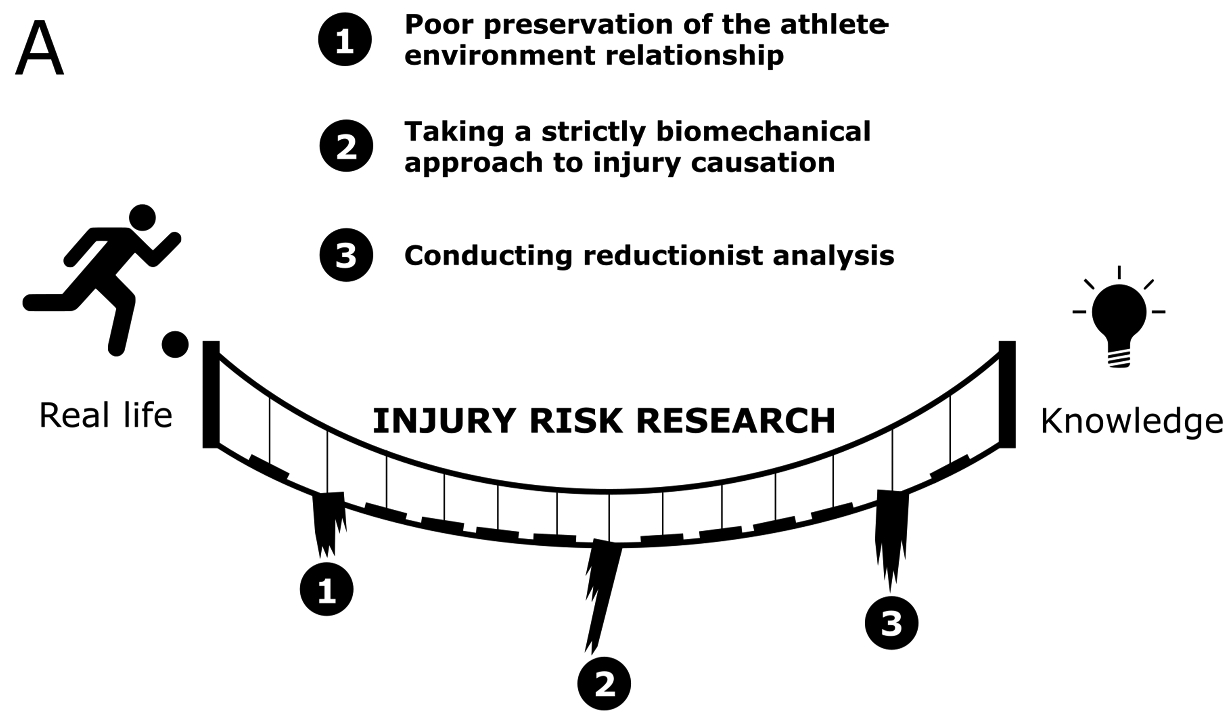 A
1 Poor preservation of the athlete-
environment relationship
2 Taking a strictly biomechanical
approach to injury causation
3 Conducting reductionist analysis
Real life
INJURY RISK RESEARCH
Knowledge
1
2
3